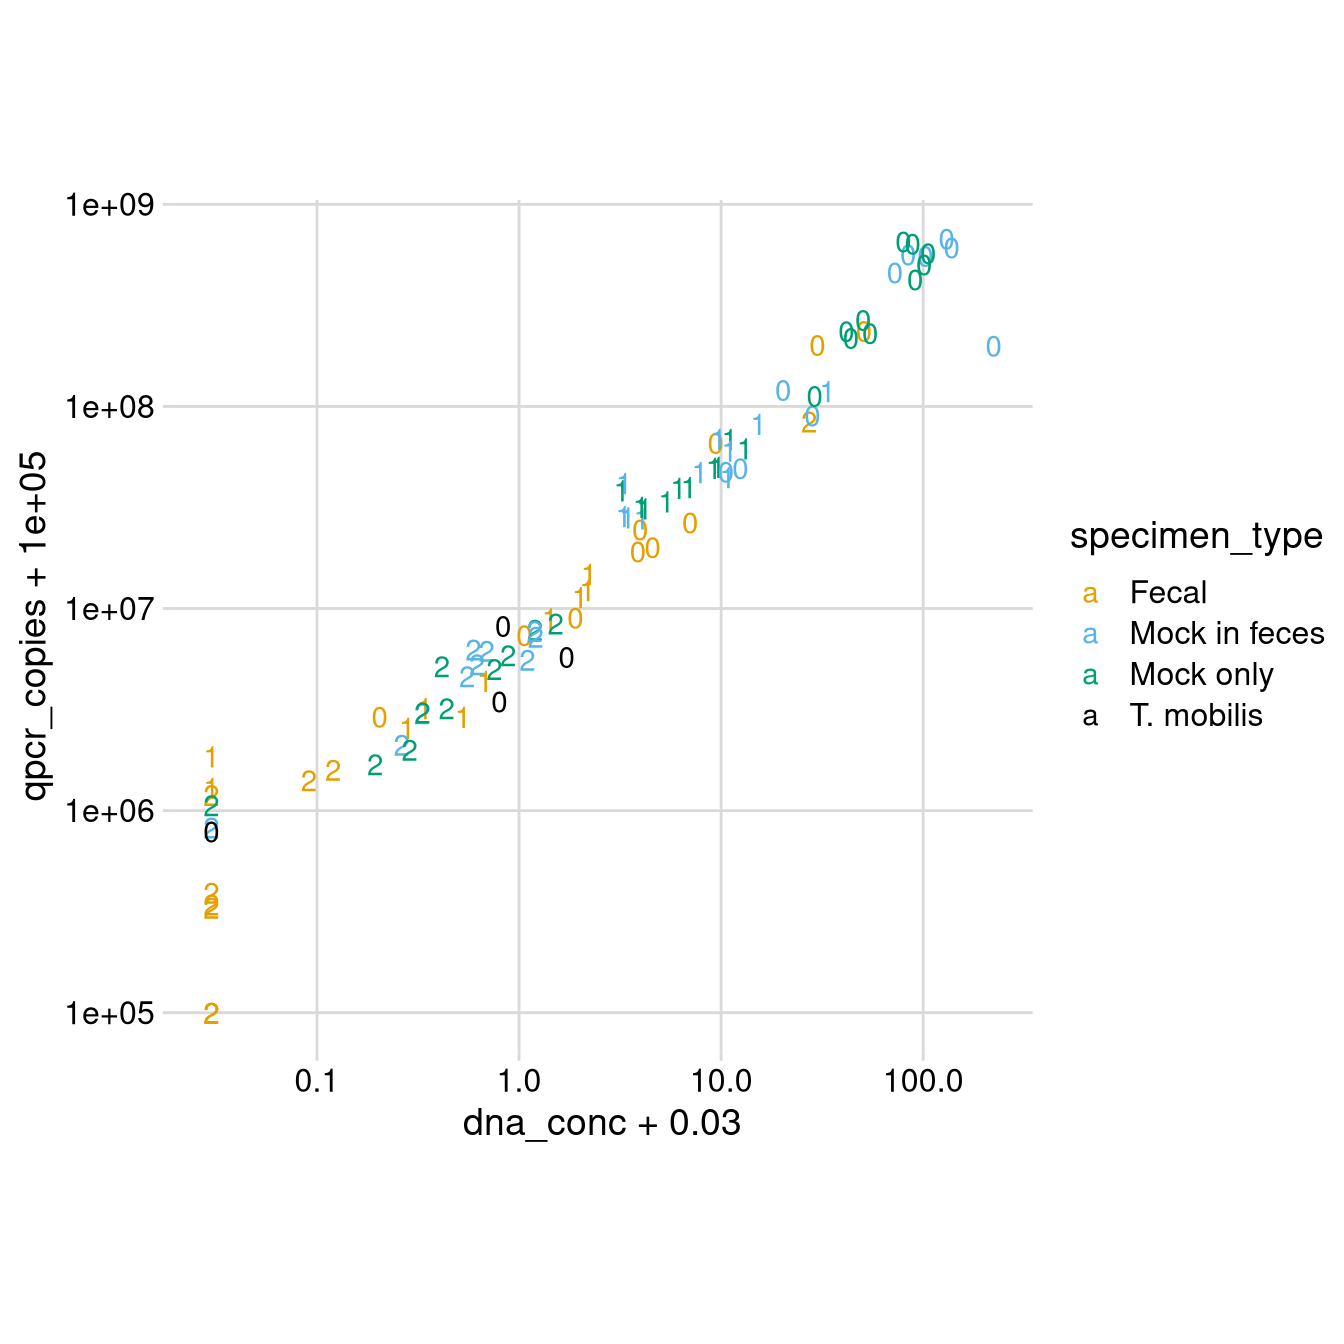 1e+09
1e+08
1e+07
1e+06
1e+05
qpcr_copies + 1e+05
0.1 1.0 10.0 100.0
dna_conc + 0.03
specimen_type
a Fecal
a Mock in feces
a Mock only
a T. mobilis